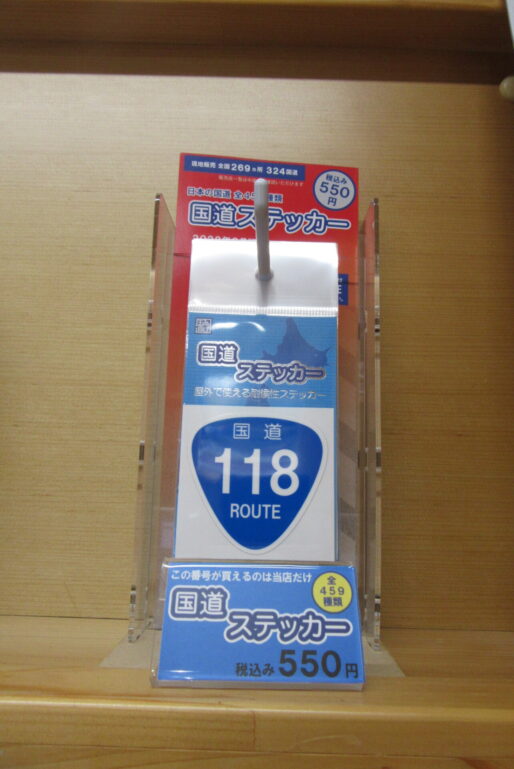 現地販売 全国269ヵ所 324国道
税込み
550
円
日本の国道 全459種類
国道ステッカー
国道
ステッカー
屋外で使える耐候性ステッカー
国道
118
ROUTE
この番号が買えるのは当店だけ
全
459
種類
国道
ステッカー
税込み550円